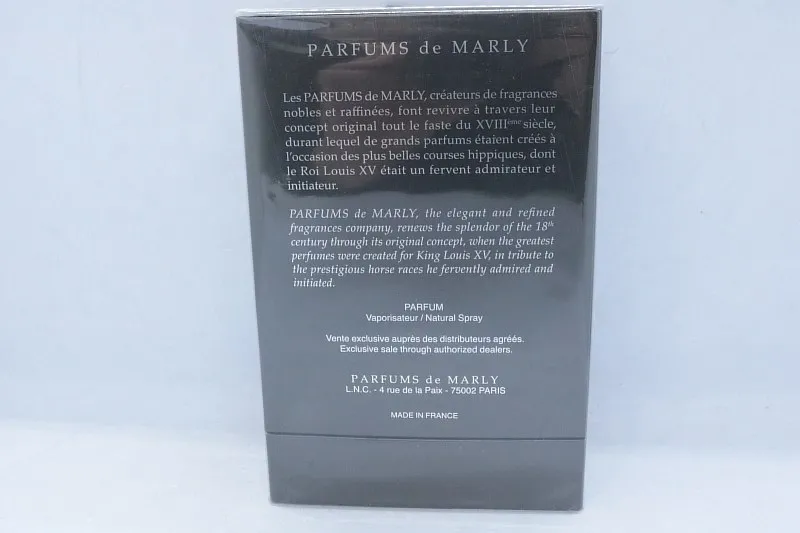 PARFUMS de MARLY
Les PARFUMS de MARLY, créateurs de fragrances
nobles et raffinées, font revivre à travers leur
concept original tout le faste du XVIIIème siècle,
durant lequel de grands parfums étaient créés à
l'occasion des plus belles courses hippiques, dont
le Roi Louis XV était un fervent admirateur et
initiateur.
PARFUMS de MARLY, the elegant and refined
fragrances company, renews the splendor of the 18th
century through its original concept, when the greatest
perfumes were created for King Louis XV, in tribute to
the prestigious horse races he fervently admired and
initiated.
PARFUM
Vaporisateur / Natural Spray
Vente exclusive auprès des distributeurs agréés.
Exclusive sale through authorized dealers.
PARFUMS de MARLY
L.N.C. - 4 rue de la Paix - 75002 PARIS
MADE IN FRANCE